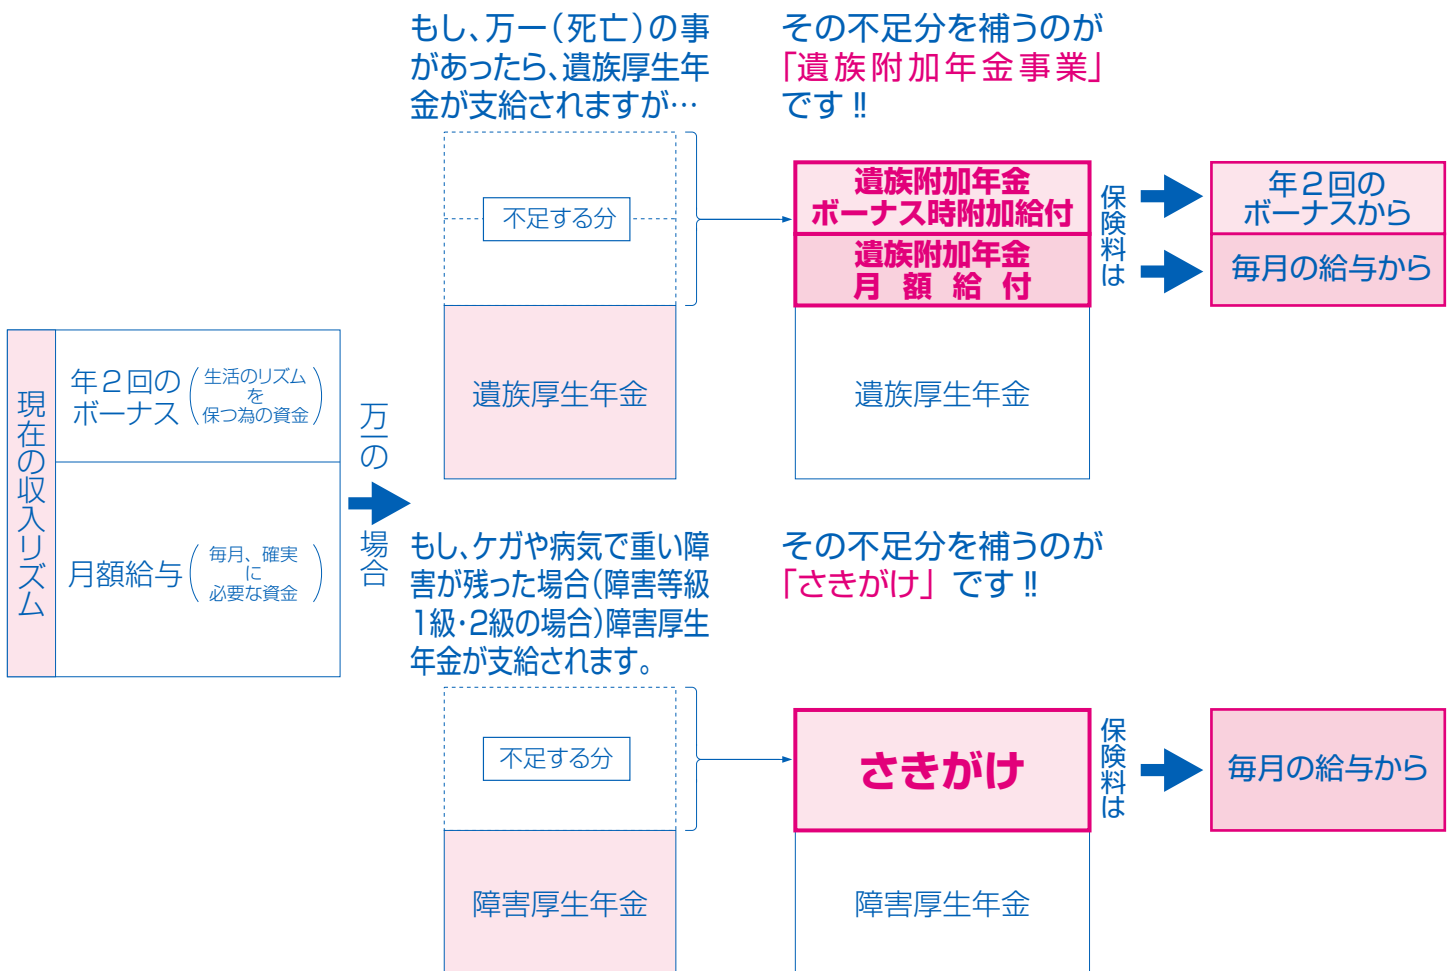 もし、万一(死亡)の事
があったら、遺族厚生年
金が支給されますが…
その不足分を補うのが
「遺族附加年金事業」
です!!
不足する分
遺族厚生年金
遺族附加年金
ボーナス時附加給付
遺族附加年金
月額給付
遺族厚生年金
保険料は
年2回の
ボーナスから
毎月の給与から
現在の収入リズム
年2回の
ボーナス
(生活のリズム
を
保つ為の資金)
月額給与
(毎月、確実
に
必要な資金)
万一の
場合
もし、ケガや病気で重い障
害が残った場合(障害等級
1級・2級の場合)障害厚生
年金が支給されます。
その不足分を補うのが
「さきがけ」です!!
不足する分
障害厚生年金
さきがけ
障害厚生年金
保険料は
毎月の給与から